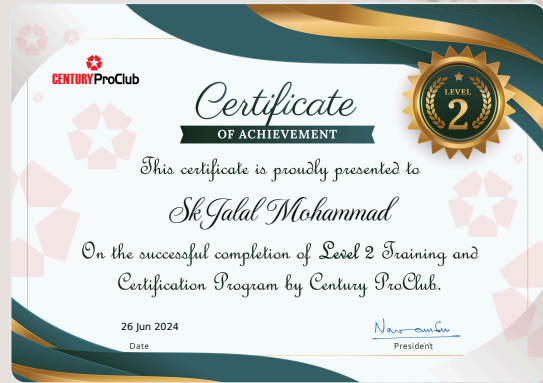 CENTURY ProClub
Certificate
OF ACHIEVEMENT
LEVEL
2
This certificate is proudly presented to
Sk Jalal Mohammad
On the successful completion of Level 2 Training and
Certification Program by Century ProClub.
26 Jun 2024
Date
President